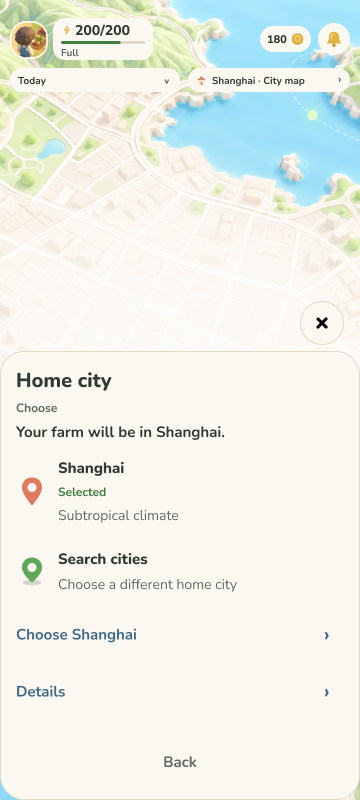 200/200
Full
180
Today
Shanghai · City map
Home city
Choose
Your farm will be in Shanghai.
Shanghai
Selected
Subtropical climate
Search cities
Choose a different home city
Choose Shanghai
Details
Back